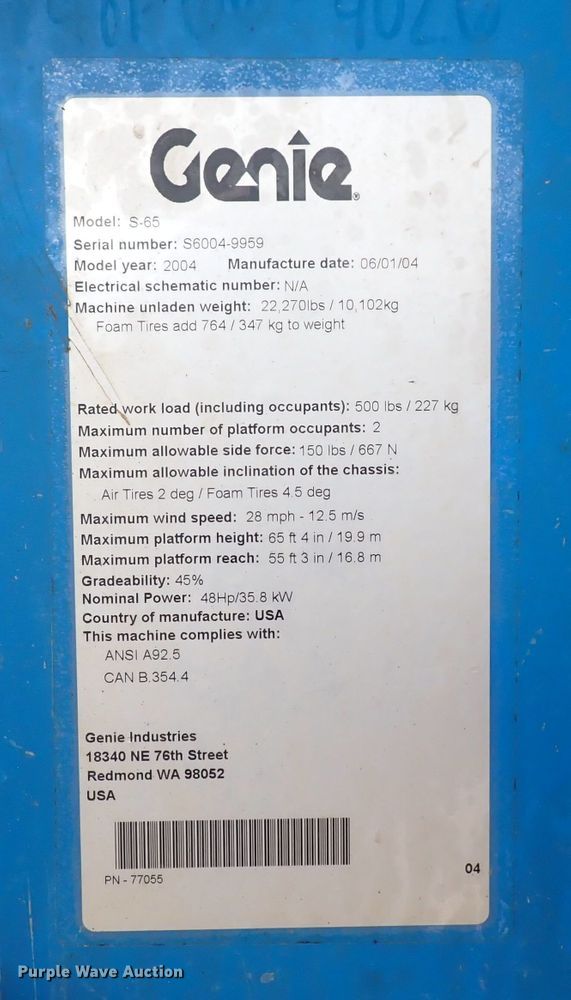 Genie®
Model: S-65
Serial number: S6004-9959
Model year: 2004 Manufacture date: 06/01/04
Electrical schematic number: N/A
Machine unladen weight: 22,270lbs / 10,102kg
Foam Tires add 764 / 347 kg to weight
Rated work load (including occupants): 500 lbs / 227 kg
Maximum number of platform occupants: 2
Maximum allowable side force: 150 lbs / 667 N
Maximum allowable inclination of the chassis:
Air Tires 2 deg / Foam Tires 4.5 deg
Maximum wind speed: 28 mph - 12.5 m/s
Maximum platform height: 65 ft 4 in / 19.9 m
Maximum platform reach: 55 ft 3 in / 16.8 m
Gradeability: 45%
Nominal Power: 48Hp/35.8 kW
Country of manufacture: USA
This machine complies with:
ANSI A92.5
CAN B.354.4
Genie Industries
18340 NE 76th Street
Redmond WA 98052
USA
PN - 77055
04
Purple Wave Auction